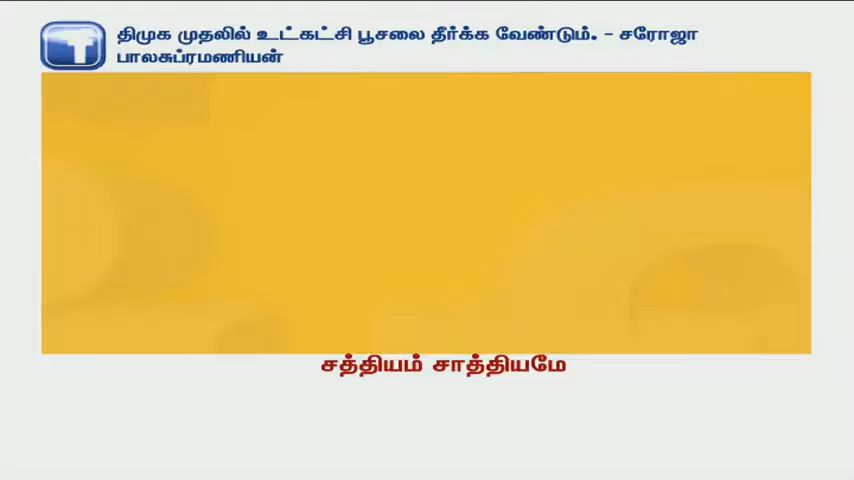 திமுக முதலில் உட்கட்சி பூசலை தீர்க்க வேண்டும். - சரோஜா
பாலசுப்ரமணியன்
சத்தியம் சாத்தியமே